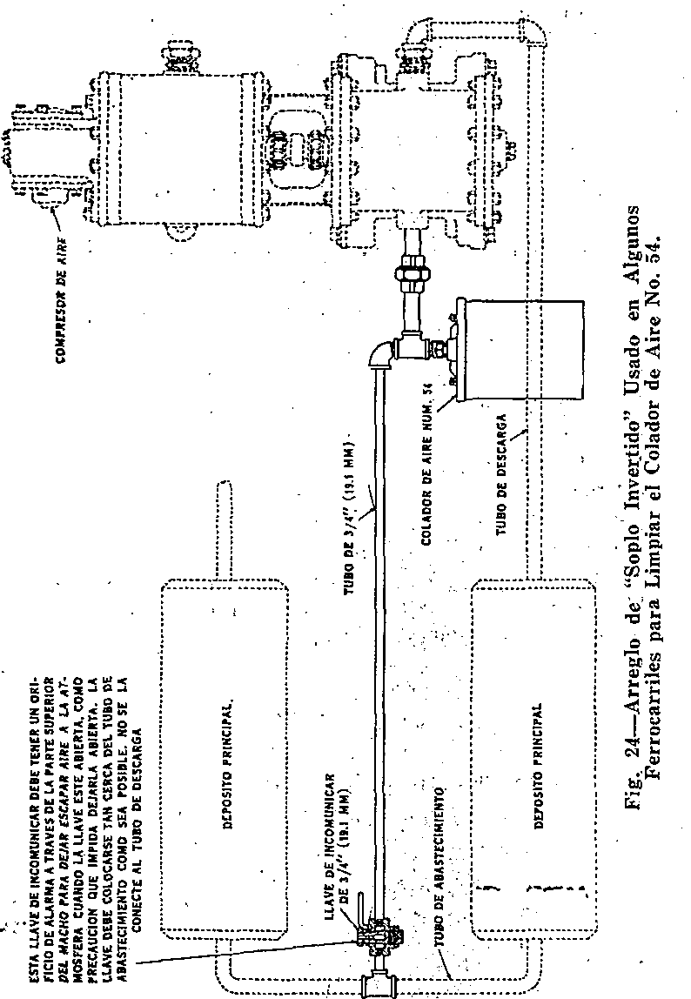 ESTA LLAVE DE INCOMUNICAR DEBE TENER UN ORI-
FICIO DE ALARMA A TRAVES DE LA PARTE SUPERIOR
DEL MACHO PARA DEJAR ESCAPAR AIRE A LA AT-
MOSFERA CUANDO LA LLAVE ESTE ABIERTA, COMO
PRECAUCION QUE IMPIDA DEJARLA ABIERTA. LA
LLAVE DEBE COLOCARSE TAN CERCA DEL TUBO DE
ABASTECIMIENTO COMO SEA POSIBLE. NO SE LA
CONECTE AL TUBO DE DESCARGA
COMPRESOR DE AIRE
DEPOSITO PRINCIPAL
LLAVE DE INCOMUNICAR
DE 3/4" (19.1 MM)
TUBO DE 3/4" (19.1 MM)
COLADOR DE AIRE NUM. 54
TUBO DE ABASTECIMIENTO
TUBO DE DESCARGA
DEPOSITO PRINCIPAL
Fig. 24—Arreglo de "Soplo Invertido" Usado en Algunos
Ferrocarriles para Limpiar el Colador de Aire No. 54.